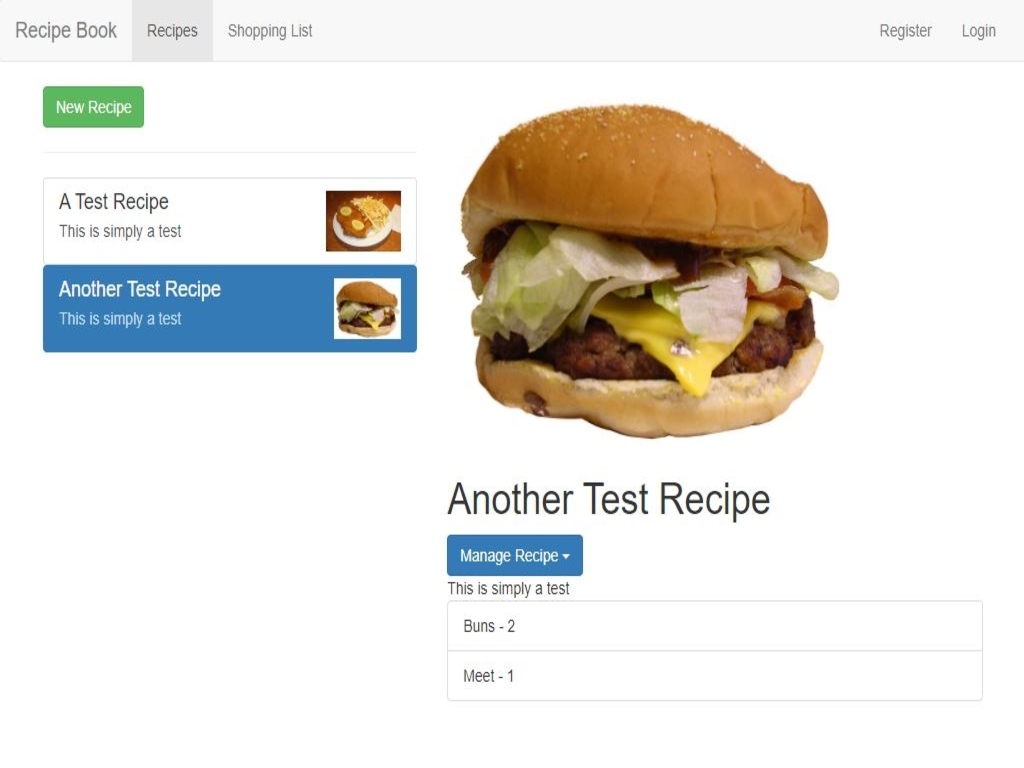 Recipe Book Recipes Shopping List Register Login
New Recipe
A Test Recipe
This is simply a test
Another Test Recipe
This is simply a test
Another Test Recipe
Manage Recipe
This is simply a test
Buns - 2
Meet - 1